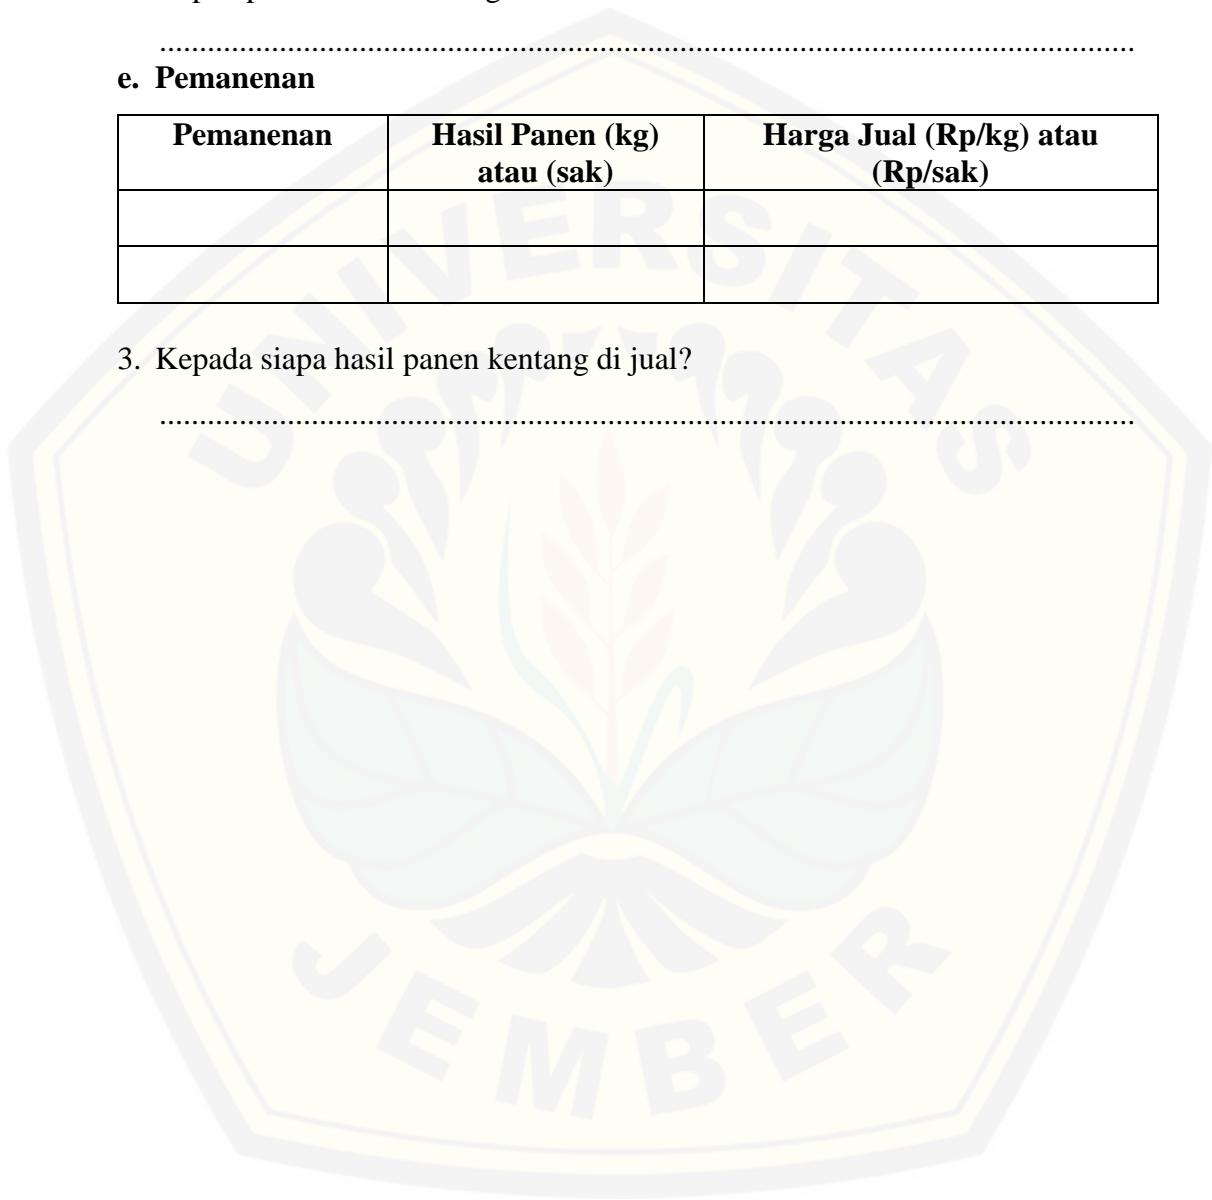 ..........................................................................................................................
e. Pemanenan
Pemanenan
Hasil Panen (kg)
atau (sak)
Harga Jual (Rp/kg) atau
(Rp/sak)
3. Kepada siapa hasil panen kentang di jual?
..........................................................................................................................
UNIVERSITAS
JEMBER